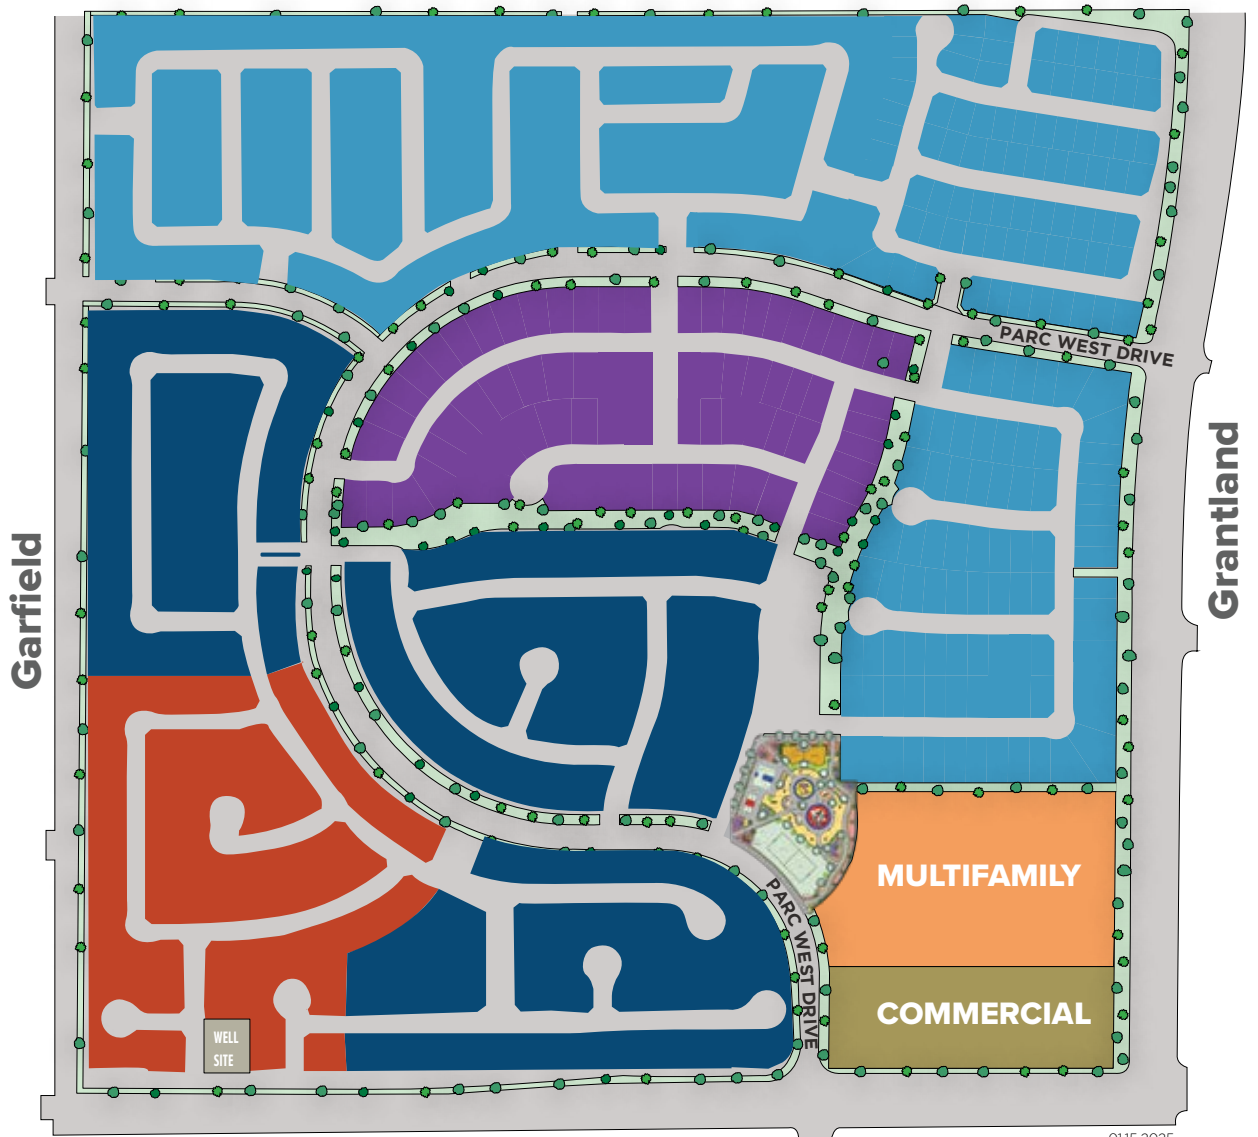 PARC WEST DRIVE
Garfield
Grantland
MULTIFAMILY
PARC WEST DRIVE
COMMERCIAL
WELL
SITE